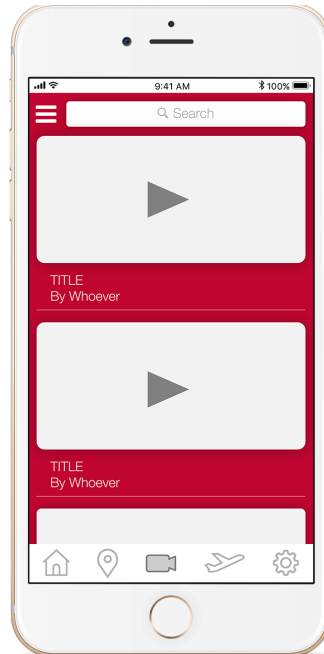 9:41 AM
100%
Search
TITLE
By Whoever
TITLE
By Whoever